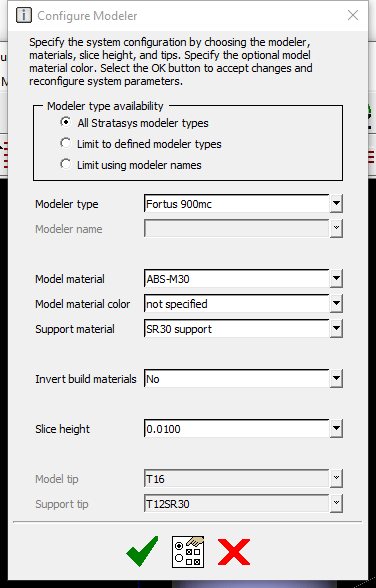 Configure Modeler
Specify the system configuration by choosing the modeler,
materials, slice height, and tips. Specify the optional model
material color. Select the OK button to accept changes and
reconfigure system parameters.
Modeler type availability
All Stratasys modeler types
Limit to defined modeler types
Limit using modeler names
Modeler type Fortus 900mc
Modeler name
Model material ABS-M30
Model material color not specified
Support material SR30 support
Invert build materials No
Slice height 0.0100
Model tip T16
Support tip T12SR30